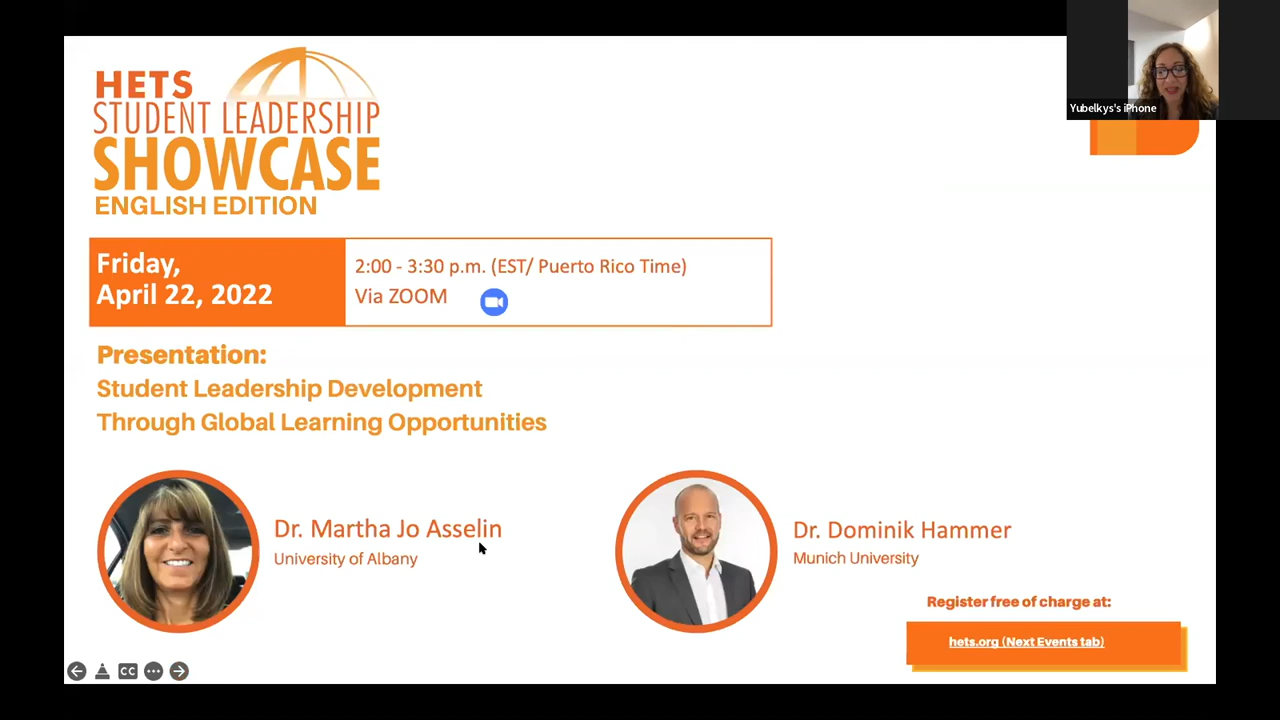 HETS
STUDENT LEADERSHIP
SHOWCASE
ENGLISH EDITION
Yubelkys's iPhone
Friday,
April 22, 2022
2:00 - 3:30 p.m. (EST/ Puerto Rico Time)
Via ZOOM
Presentation:
Student Leadership Development
Through Global Learning Opportunities
Dr. Martha Jo Asselin
University of Albany
Dr. Dominik Hammer
Munich University
Register free of charge at:
hets.org (Next Events tab)
CC